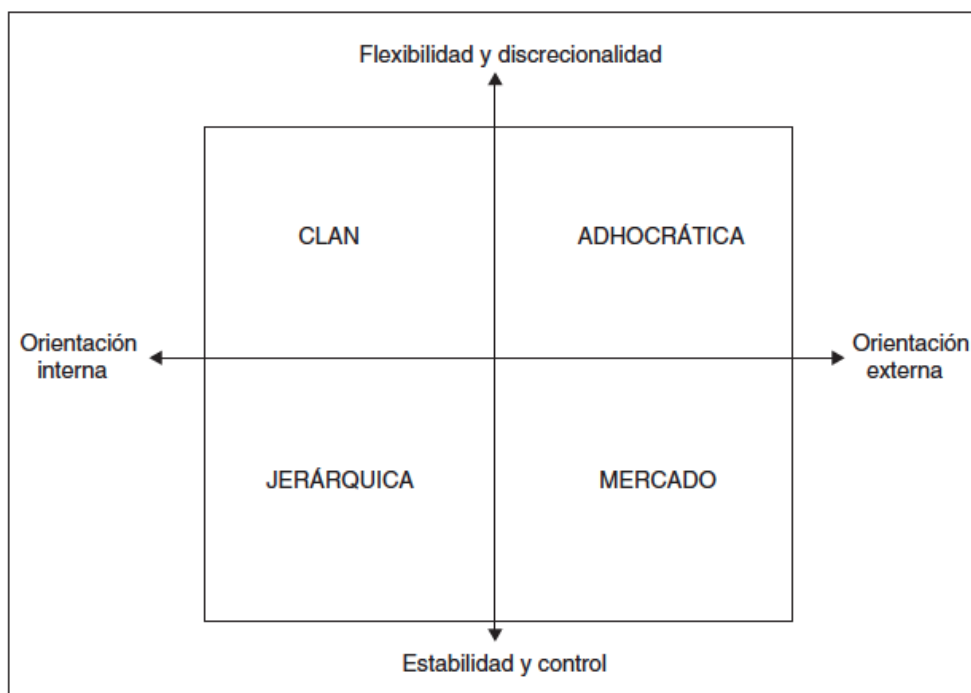 Flexibilidad y discrecionalidad
CLAN
ADHOCRÁTICA
Orientación
interna
Orientación
externa
JERÁRQUICA
MERCADO
Estabilidad y control